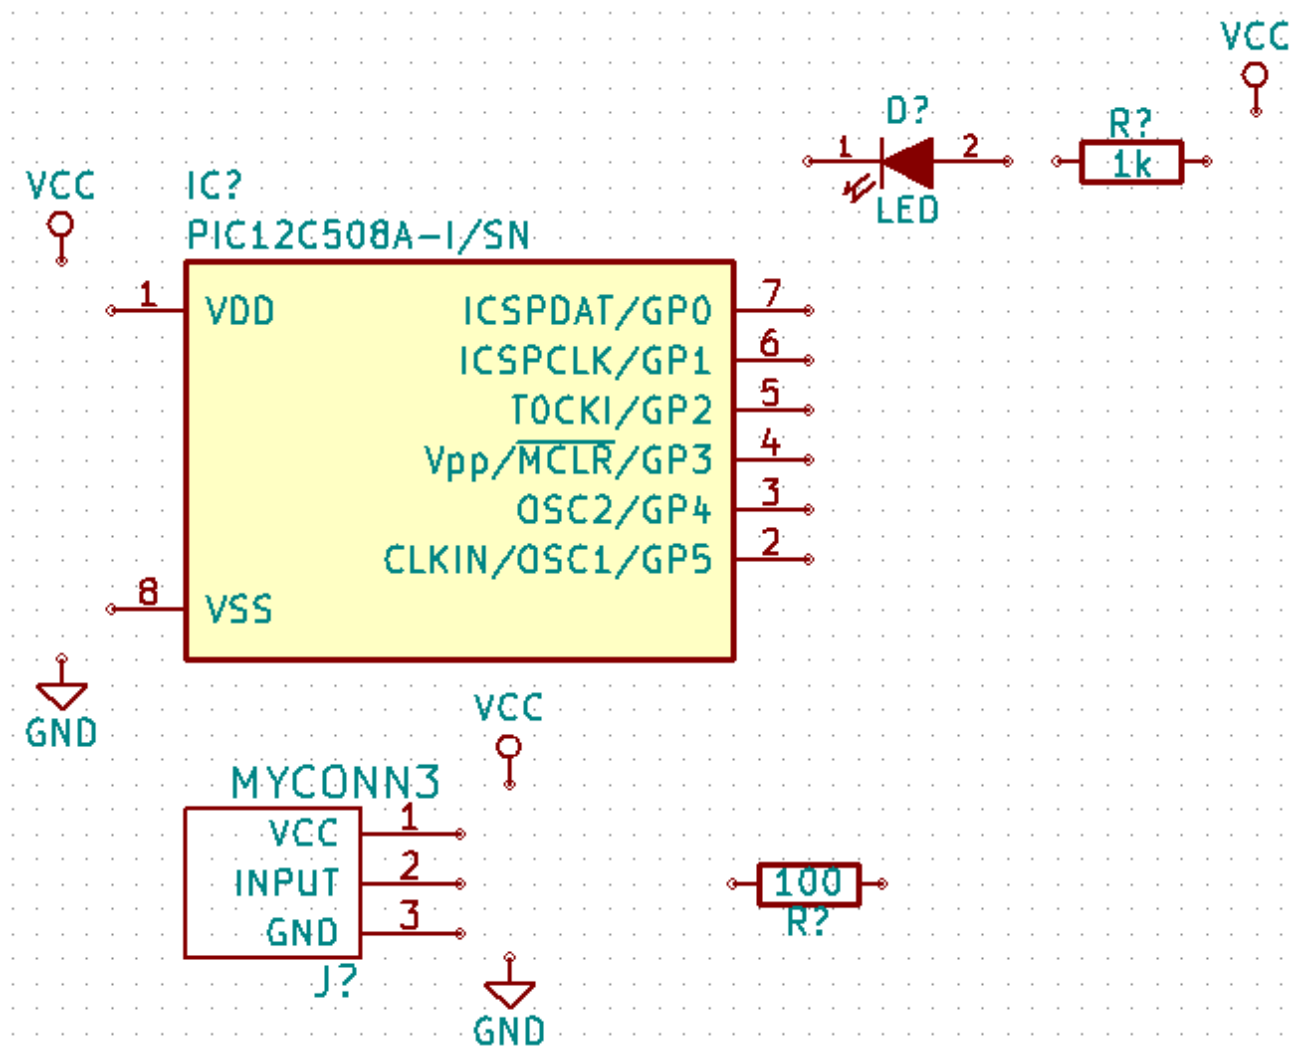 VCC
D?
R?
1 2
1k
LED
VCC
IC?
PIC12C508A-I/SN
1 VDD ICSPDAT/GP0 7
ICSPCLK/GP1 6
T0CKI/GP2 5
Vpp/MCLR/GP3 4
OSC2/GP4 3
CLKIN/OSC1/GP5 2
8 VSS
GND
VCC
MYCONN3
VCC 1
INPUT 2
GND 3
J?
100
R?
GND